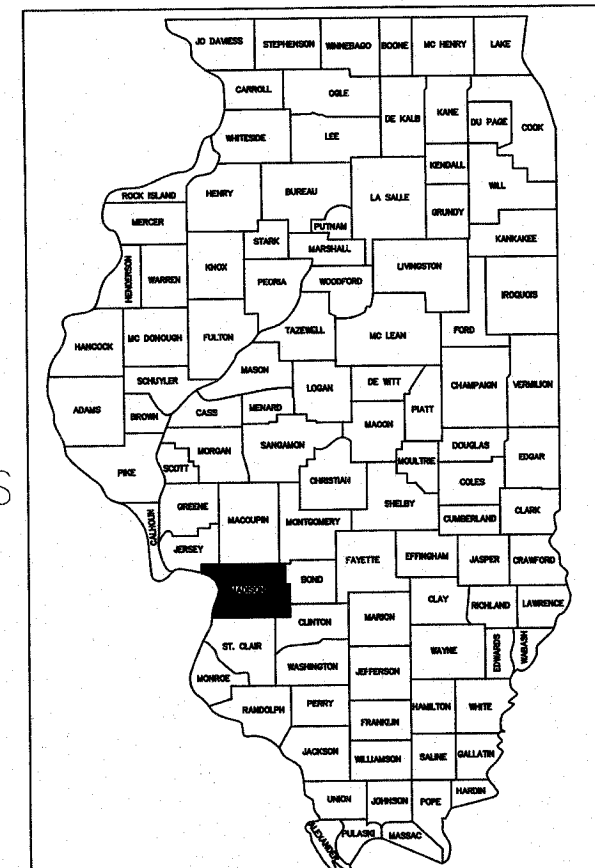 JO DAVIESS STEPHENSON WINNEBAGO BOONE MC HENRY LAKE
CARROLL OGLE DE KALB KANE DU PAGE COOK
WHITESIDE LEE
KENDALL WILL
ROCK ISLAND HENRY BUREAU LA SALLE GRUNDY
MERCER PUTNAM
STARK MARSHALL KANKAKEE
HENDERSON WARREN KNOX PEORIA WOODFORD LIVINGSTON IROQUOIS
HANCOCK MC DONOUGH FULTON TAZEWELL MC LEAN FORD
SCHUYLER MASON LOGAN DE WITT CHAMPAIGN VERMILION
ADAMS BROWN CASS MENARD MACON PIATT
MORGAN SANGAMON MOULTRIE DOUGLAS EDGAR
PIKE SCOTT CHRISTIAN COLES
CALHOUN GREENE MACOUPIN MONTGOMERY SHELBY CUMBERLAND CLARK
JERSEY FAYETTE EFFINGHAM JASPER CRAWFORD
MADISON BOND CLAY RICHLAND LAWRENCE
CLINTON MARION
ST. CLAIR WAYNE EDWARDS WABASH
MONROE WASHINGTON JEFFERSON
RANDOLPH PERRY HAMILTON WHITE
FRANKLIN
JACKSON WILLIAMSON SALINE GALLATIN
UNION JOHNSON POPE HARDIN
ALEXANDER PULASKI MASSAC